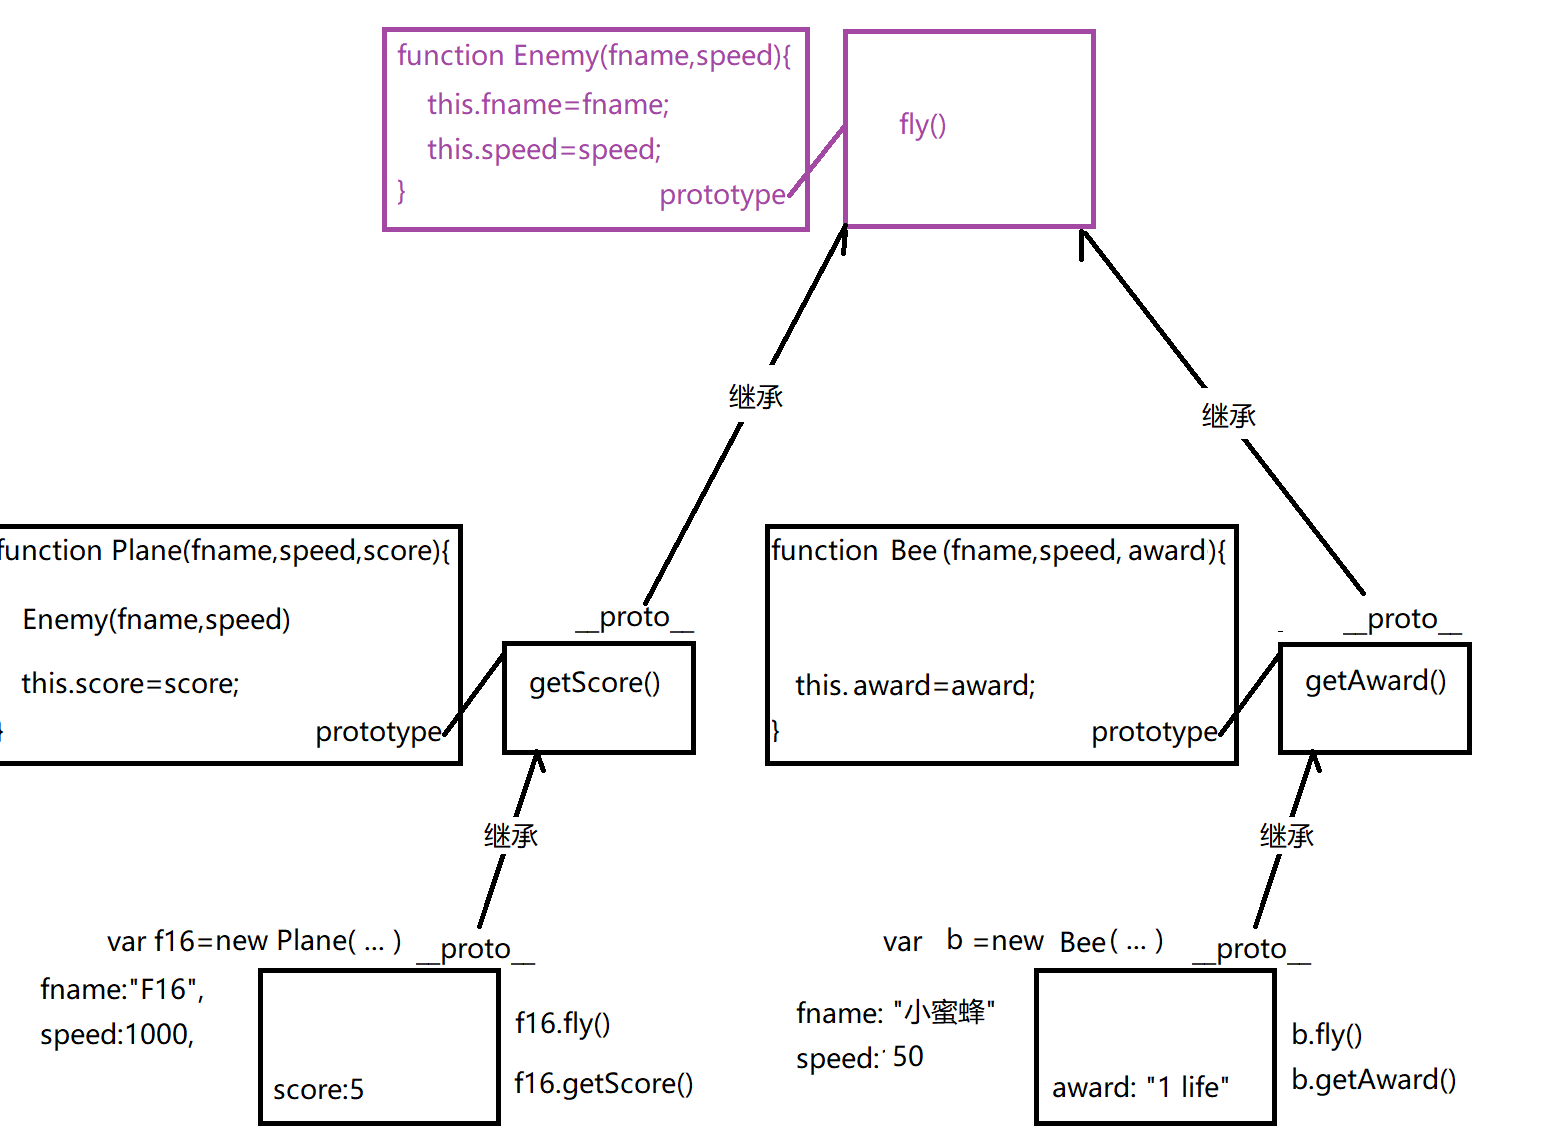 function Enemy(fname,speed){
this.fname=fname;
this.speed=speed;
}
prototype
fly()
继承
继承
function Plane(fname,speed,score){
Enemy(fname,speed)
this.score=score;
}
prototype
__proto__
getScore()
function Bee (fname,speed, award){
this. award=award;
}
prototype
__proto__
getAward()
继承
继承
var f16=new Plane( ... )
__proto__
fname:"F16",
speed:1000,
score:5
f16.fly()
f16.getScore()
var b =new Bee ( ... )
__proto__
fname: "小蜜蜂"
speed: 50
award: "1 life"
b.fly()
b.getAward()